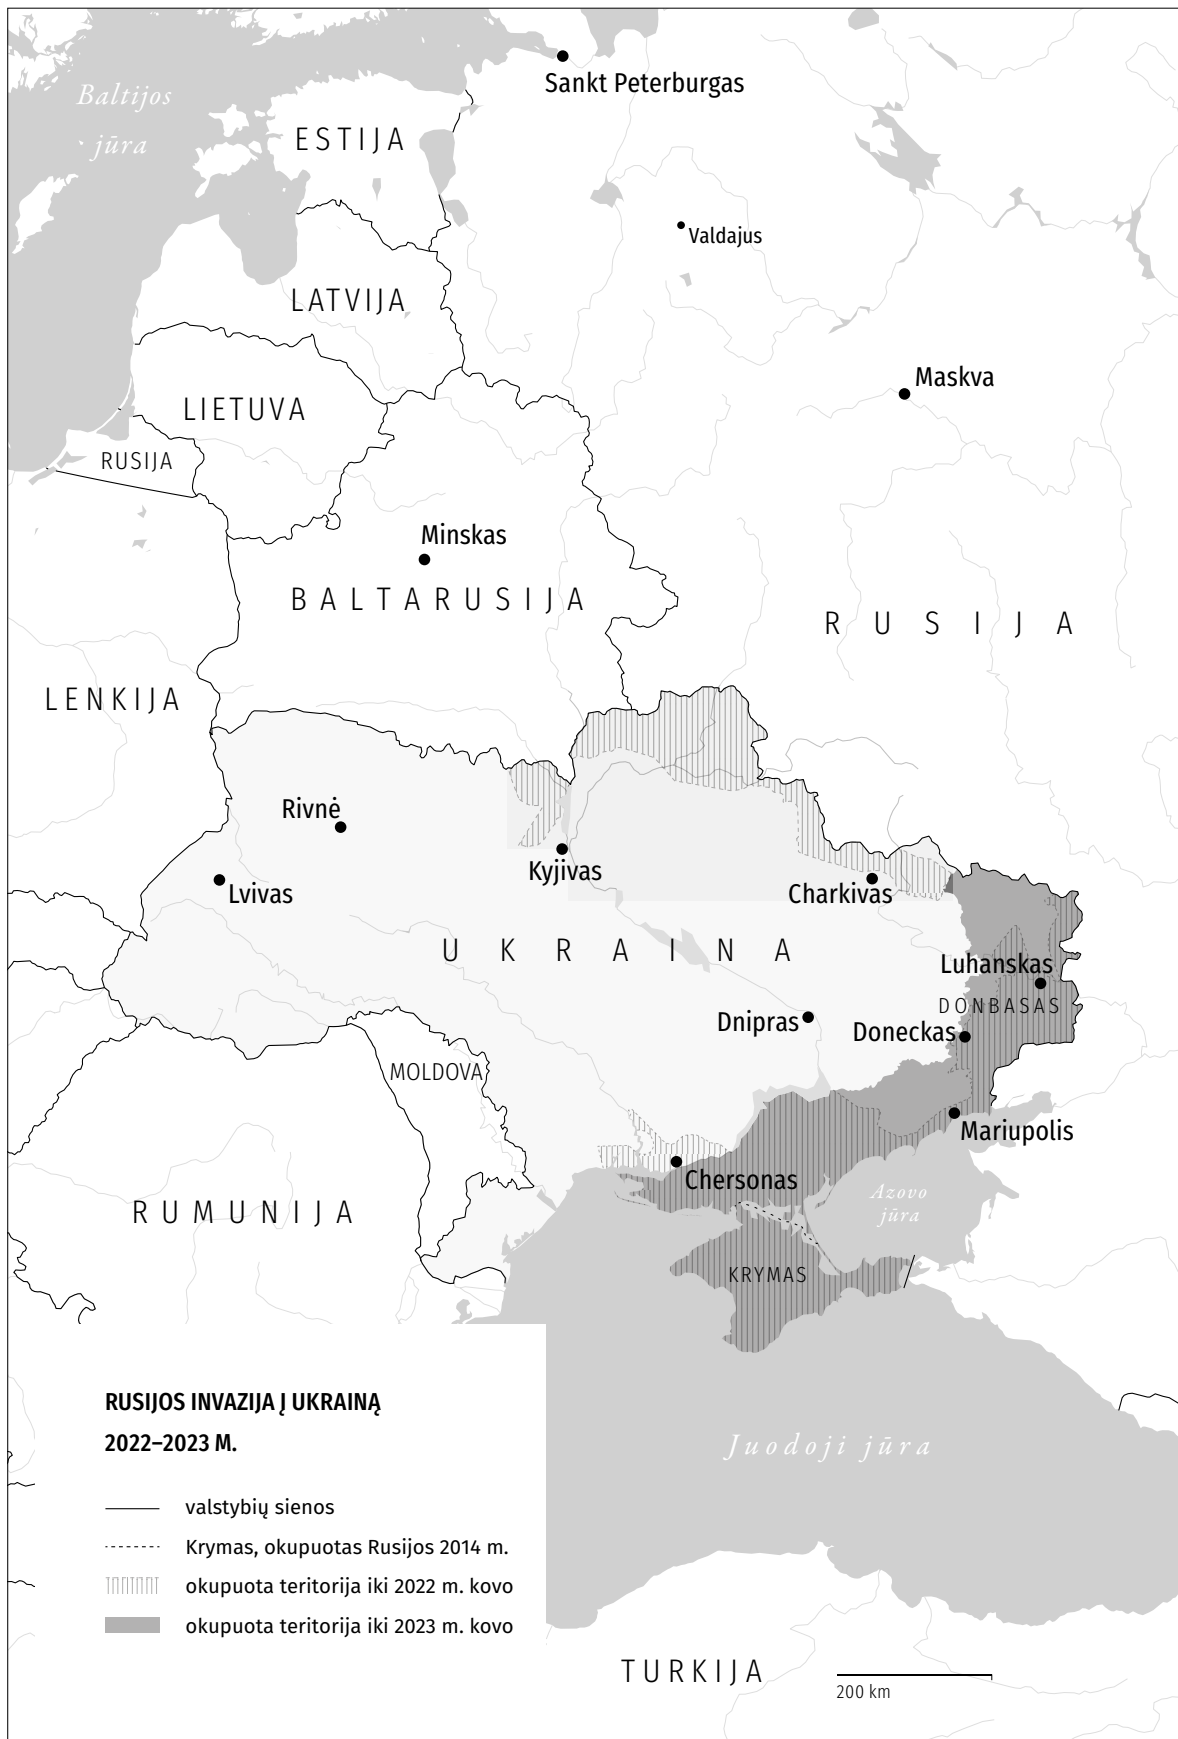 Sankt Peterburgas
Baltijos
jūra
ESTIJA
Valdajus
LATVIJA
Maskva
LIETUVA
RUSIJA
Minskas
BALTARUSIJA
RUSIJA
LENKIJA
Rivnė
Kyjivas
Lvivas
Charkivas
UKRAINA
Luhanskas
DONBASAS
Dnipras
Doneckas
MOLDOVA
Mariupolis
Chersonas
Azovo
jūra
RUMUNIJA
KRYMAS
RUSIJOS INVAZIJA Į UKRAINĄ
2022–2023 M.
Juodoji jūra
valstybių sienos
Krymas, okupuotas Rusijos 2014 m.
okupuota teritorija iki 2022 m. kovo
okupuota teritorija iki 2023 m. kovo
TURKIJA
200 km